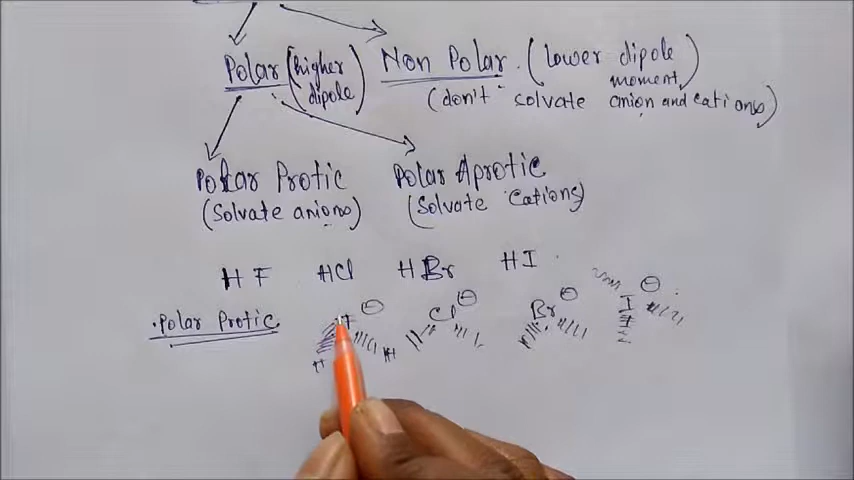 Polar (higher dipole) Non Polar. (lower dipole moment)
(don't solvate anion and cations)
Polar Protic Polar Aprotic
(Solvate anions) (Solvate cations)
HF HCl HBr HI
Polar Protic F⊖ Cl⊖ Br⊖ I⊖
H H